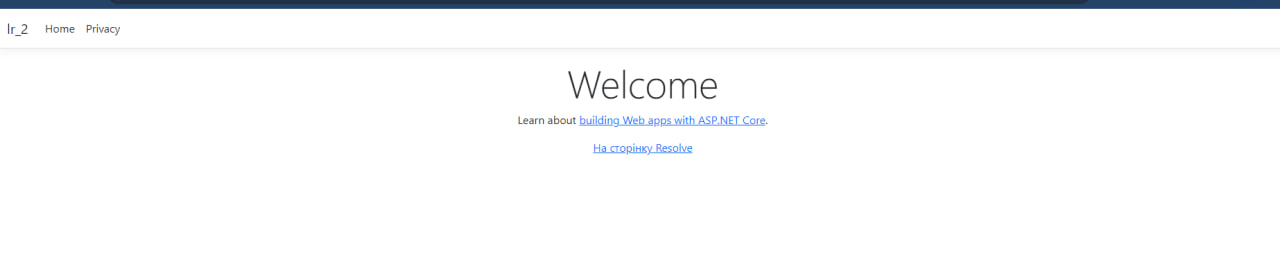 lr_2 Home Privacy
Welcome
Learn about building Web apps with ASP.NET Core.
На сторінку Resolve